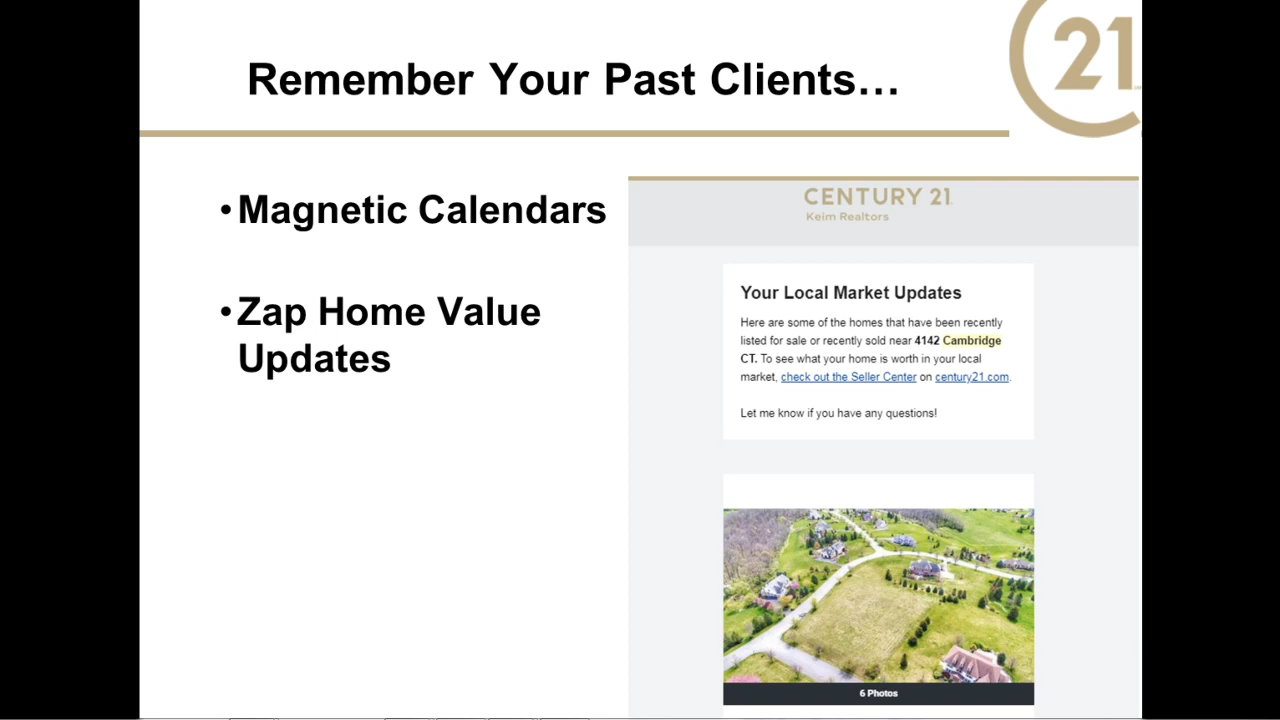 Remember Your Past Clients…
21
•Magnetic Calendars
•Zap Home Value
Updates
CENTURY 21
Keim Realtors
Your Local Market Updates
Here are some of the homes that have been recently
listed for sale or recently sold near 4142 Cambridge
CT. To see what your home is worth in your local
market, check out the Seller Center on century21.com.
Let me know if you have any questions!
6 Photos